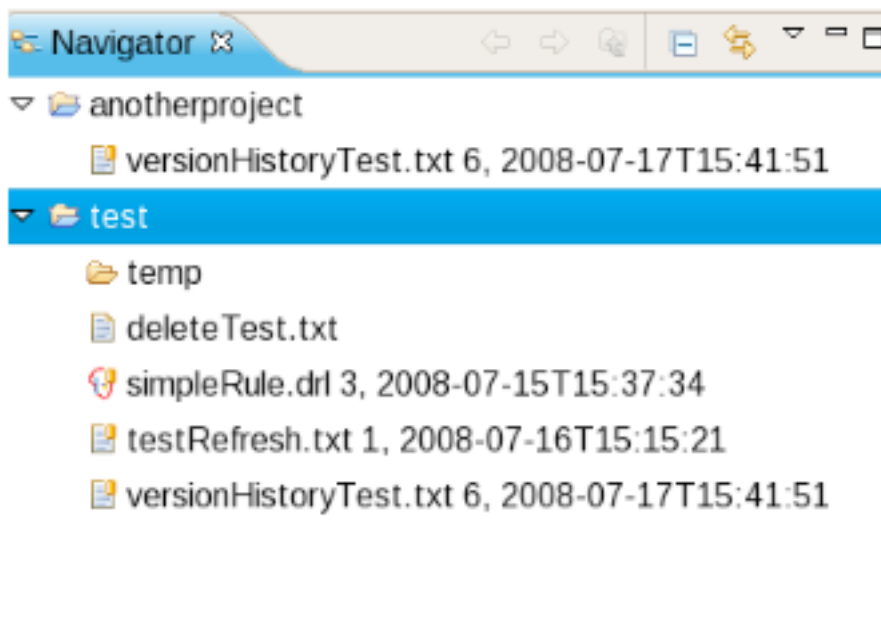 Navigator
anotherproject
versionHistoryTest.txt 6, 2008-07-17T15:41:51
test
temp
deleteTest.txt
simpleRule.drl 3, 2008-07-15T15:37:34
testRefresh.txt 1, 2008-07-16T15:15:21
versionHistoryTest.txt 6, 2008-07-17T15:41:51